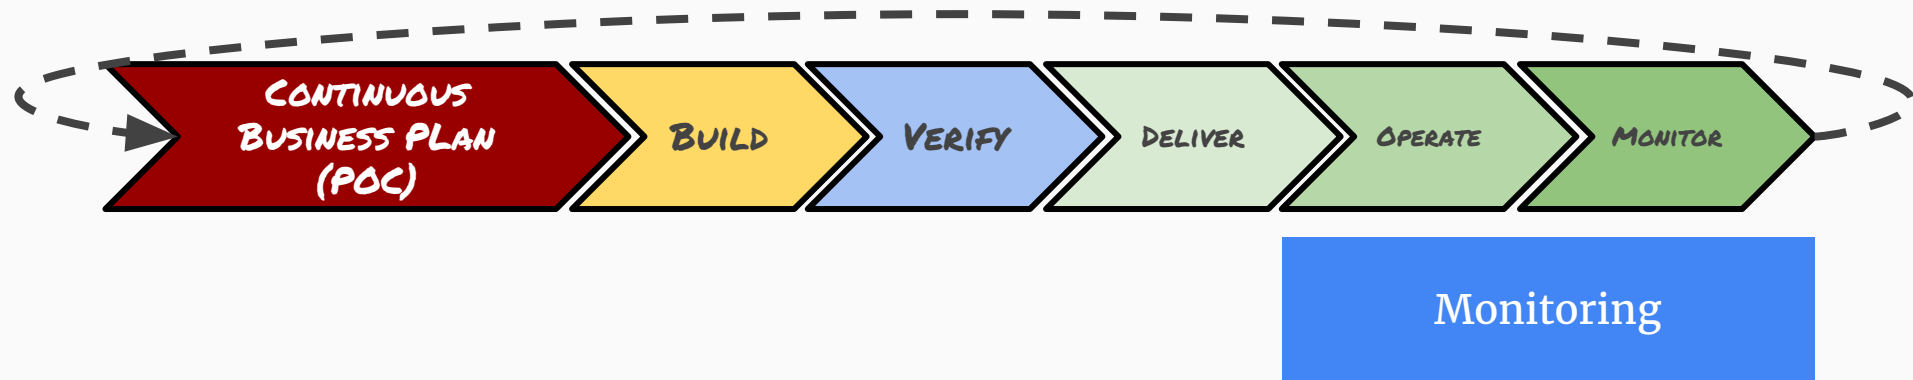 Continuous
Business PLan
(POC)
Build
Verify
Deliver
Operate
Monitor
Monitoring